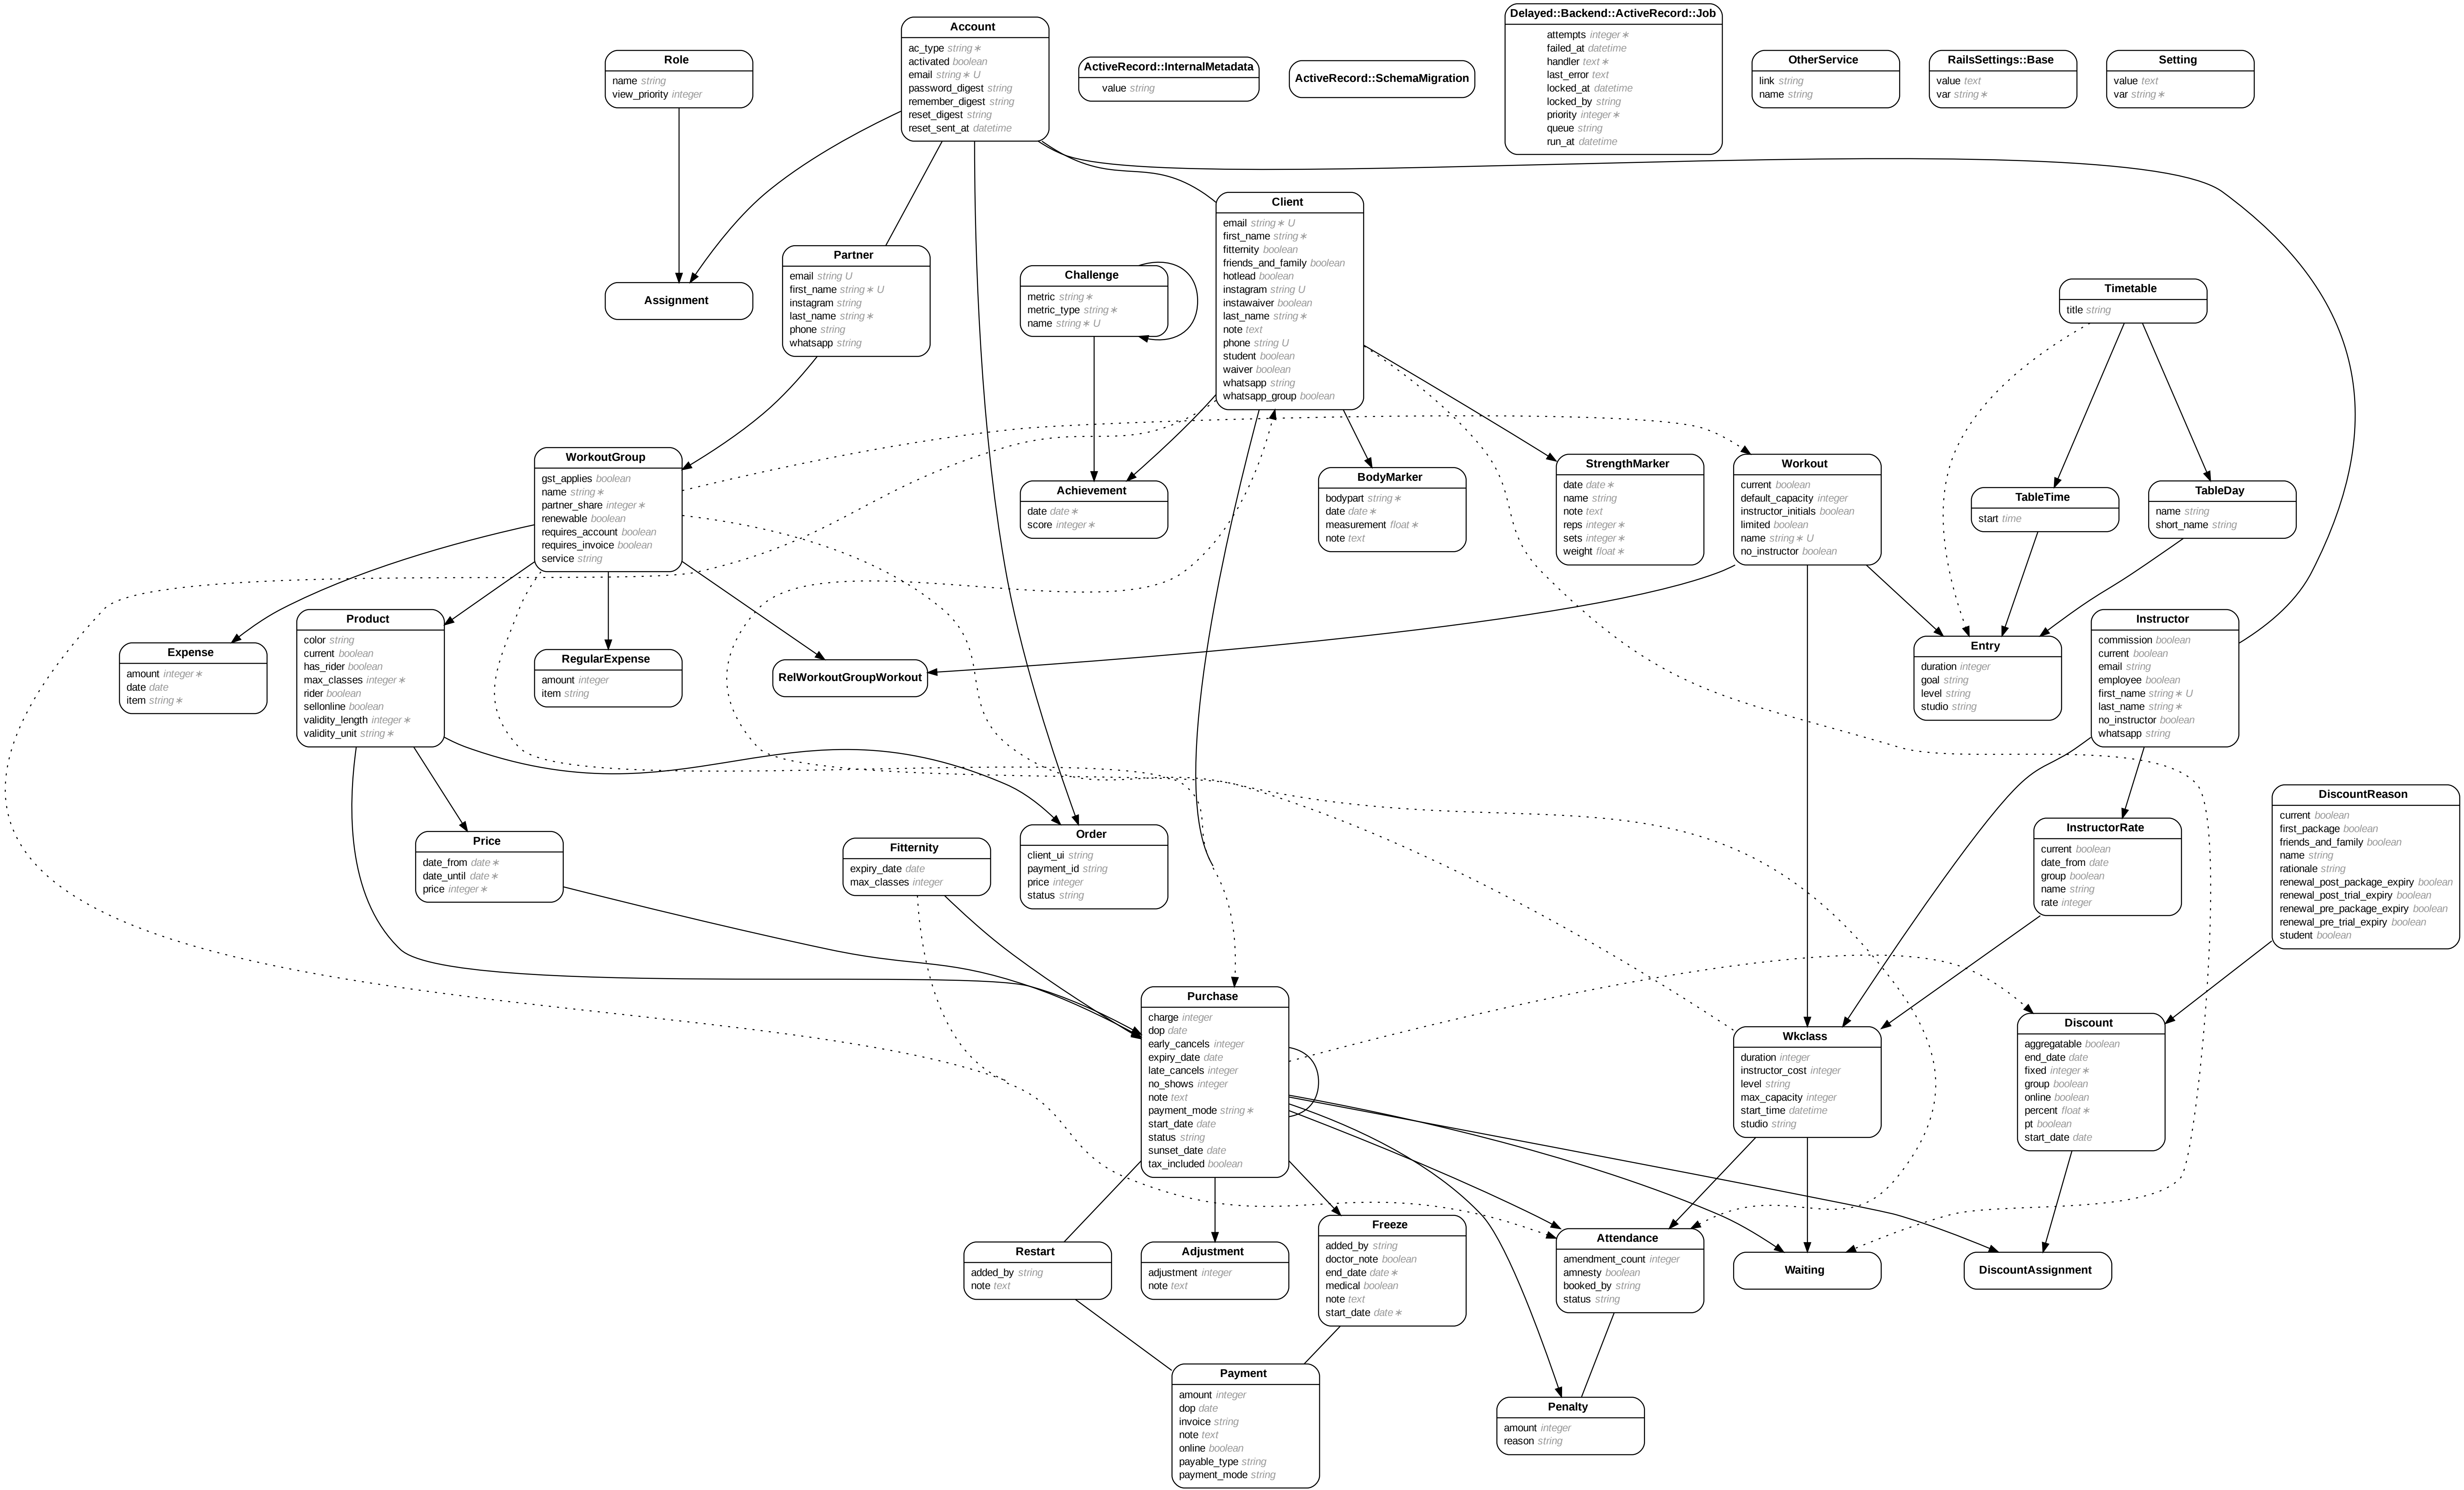 Delayed::Backend::ActiveRecord::Job
attempts integer∗
failed_at datetime
handler text∗
last_error text
locked_at datetime
locked_by string
priority integer∗
queue string
run_at datetime
Account
ac_type string∗
activated boolean
email string∗ U
password_digest string
remember_digest string
reset_digest string
reset_sent_at datetime
Role
name string
view_priority integer
ActiveRecord::InternalMetadata
value string
ActiveRecord::SchemaMigration
OtherService
link string
name string
RailsSettings::Base
value text
var string∗
Setting
value text
var string∗
Client
email string∗ U
first_name string∗
fitternity boolean
friends_and_family boolean
hotlead boolean
instagram string U
instawaiver boolean
last_name string∗
note text
phone string U
student boolean
waiver boolean
whatsapp string
whatsapp_group boolean
Partner
email string U
first_name string∗ U
instagram string
last_name string∗
phone string
whatsapp string
Assignment
Challenge
metric string∗
metric_type string∗
name string∗ U
Timetable
title string
WorkoutGroup
gst_applies boolean
name string∗
partner_share integer∗
renewable boolean
requires_account boolean
requires_invoice boolean
service string
Achievement
date date∗
score integer∗
BodyMarker
bodypart string∗
date date∗
measurement float∗
note text
StrengthMarker
date date∗
name string
note text
reps integer∗
sets integer∗
weight float∗
Workout
current boolean
default_capacity integer
instructor_initials boolean
limited boolean
name string∗ U
no_instructor boolean
TableTime
start time
TableDay
name string
short_name string
Expense
amount integer∗
date date
item string∗
Product
color string
current boolean
has_rider boolean
max_classes integer∗
rider boolean
sellonline boolean
validity_length integer∗
validity_unit string∗
RegularExpense
amount integer
item string
RelWorkoutGroupWorkout
Entry
duration integer
goal string
level string
studio string
Instructor
commission boolean
current boolean
email string
employee boolean
first_name string∗ U
last_name string∗
no_instructor boolean
whatsapp string
Price
date_from date∗
date_until date∗
price integer∗
Fitternity
expiry_date date
max_classes integer
Order
client_ui string
payment_id string
price integer
status string
InstructorRate
current boolean
date_from date
group boolean
name string
rate integer
DiscountReason
current boolean
first_package boolean
friends_and_family boolean
name string
rationale string
renewal_post_package_expiry boolean
renewal_post_trial_expiry boolean
renewal_pre_package_expiry boolean
renewal_pre_trial_expiry boolean
student boolean
Purchase
charge integer
dop date
early_cancels integer
expiry_date date
late_cancels integer
no_shows integer
note text
payment_mode string∗
start_date date
status string
sunset_date date
tax_included boolean
Wkclass
duration integer
instructor_cost integer
level string
max_capacity integer
start_time datetime
studio string
Discount
aggregatable boolean
end_date date
fixed integer∗
group boolean
online boolean
percent float∗
pt boolean
start_date date
Restart
added_by string
note text
Adjustment
adjustment integer
note text
Freeze
added_by string
doctor_note boolean
end_date date∗
medical boolean
note text
start_date date∗
Attendance
amendment_count integer
amnesty boolean
booked_by string
status string
Waiting
DiscountAssignment
Payment
amount integer
dop date
invoice string
note text
online boolean
payable_type string
payment_mode string
Penalty
amount integer
reason string